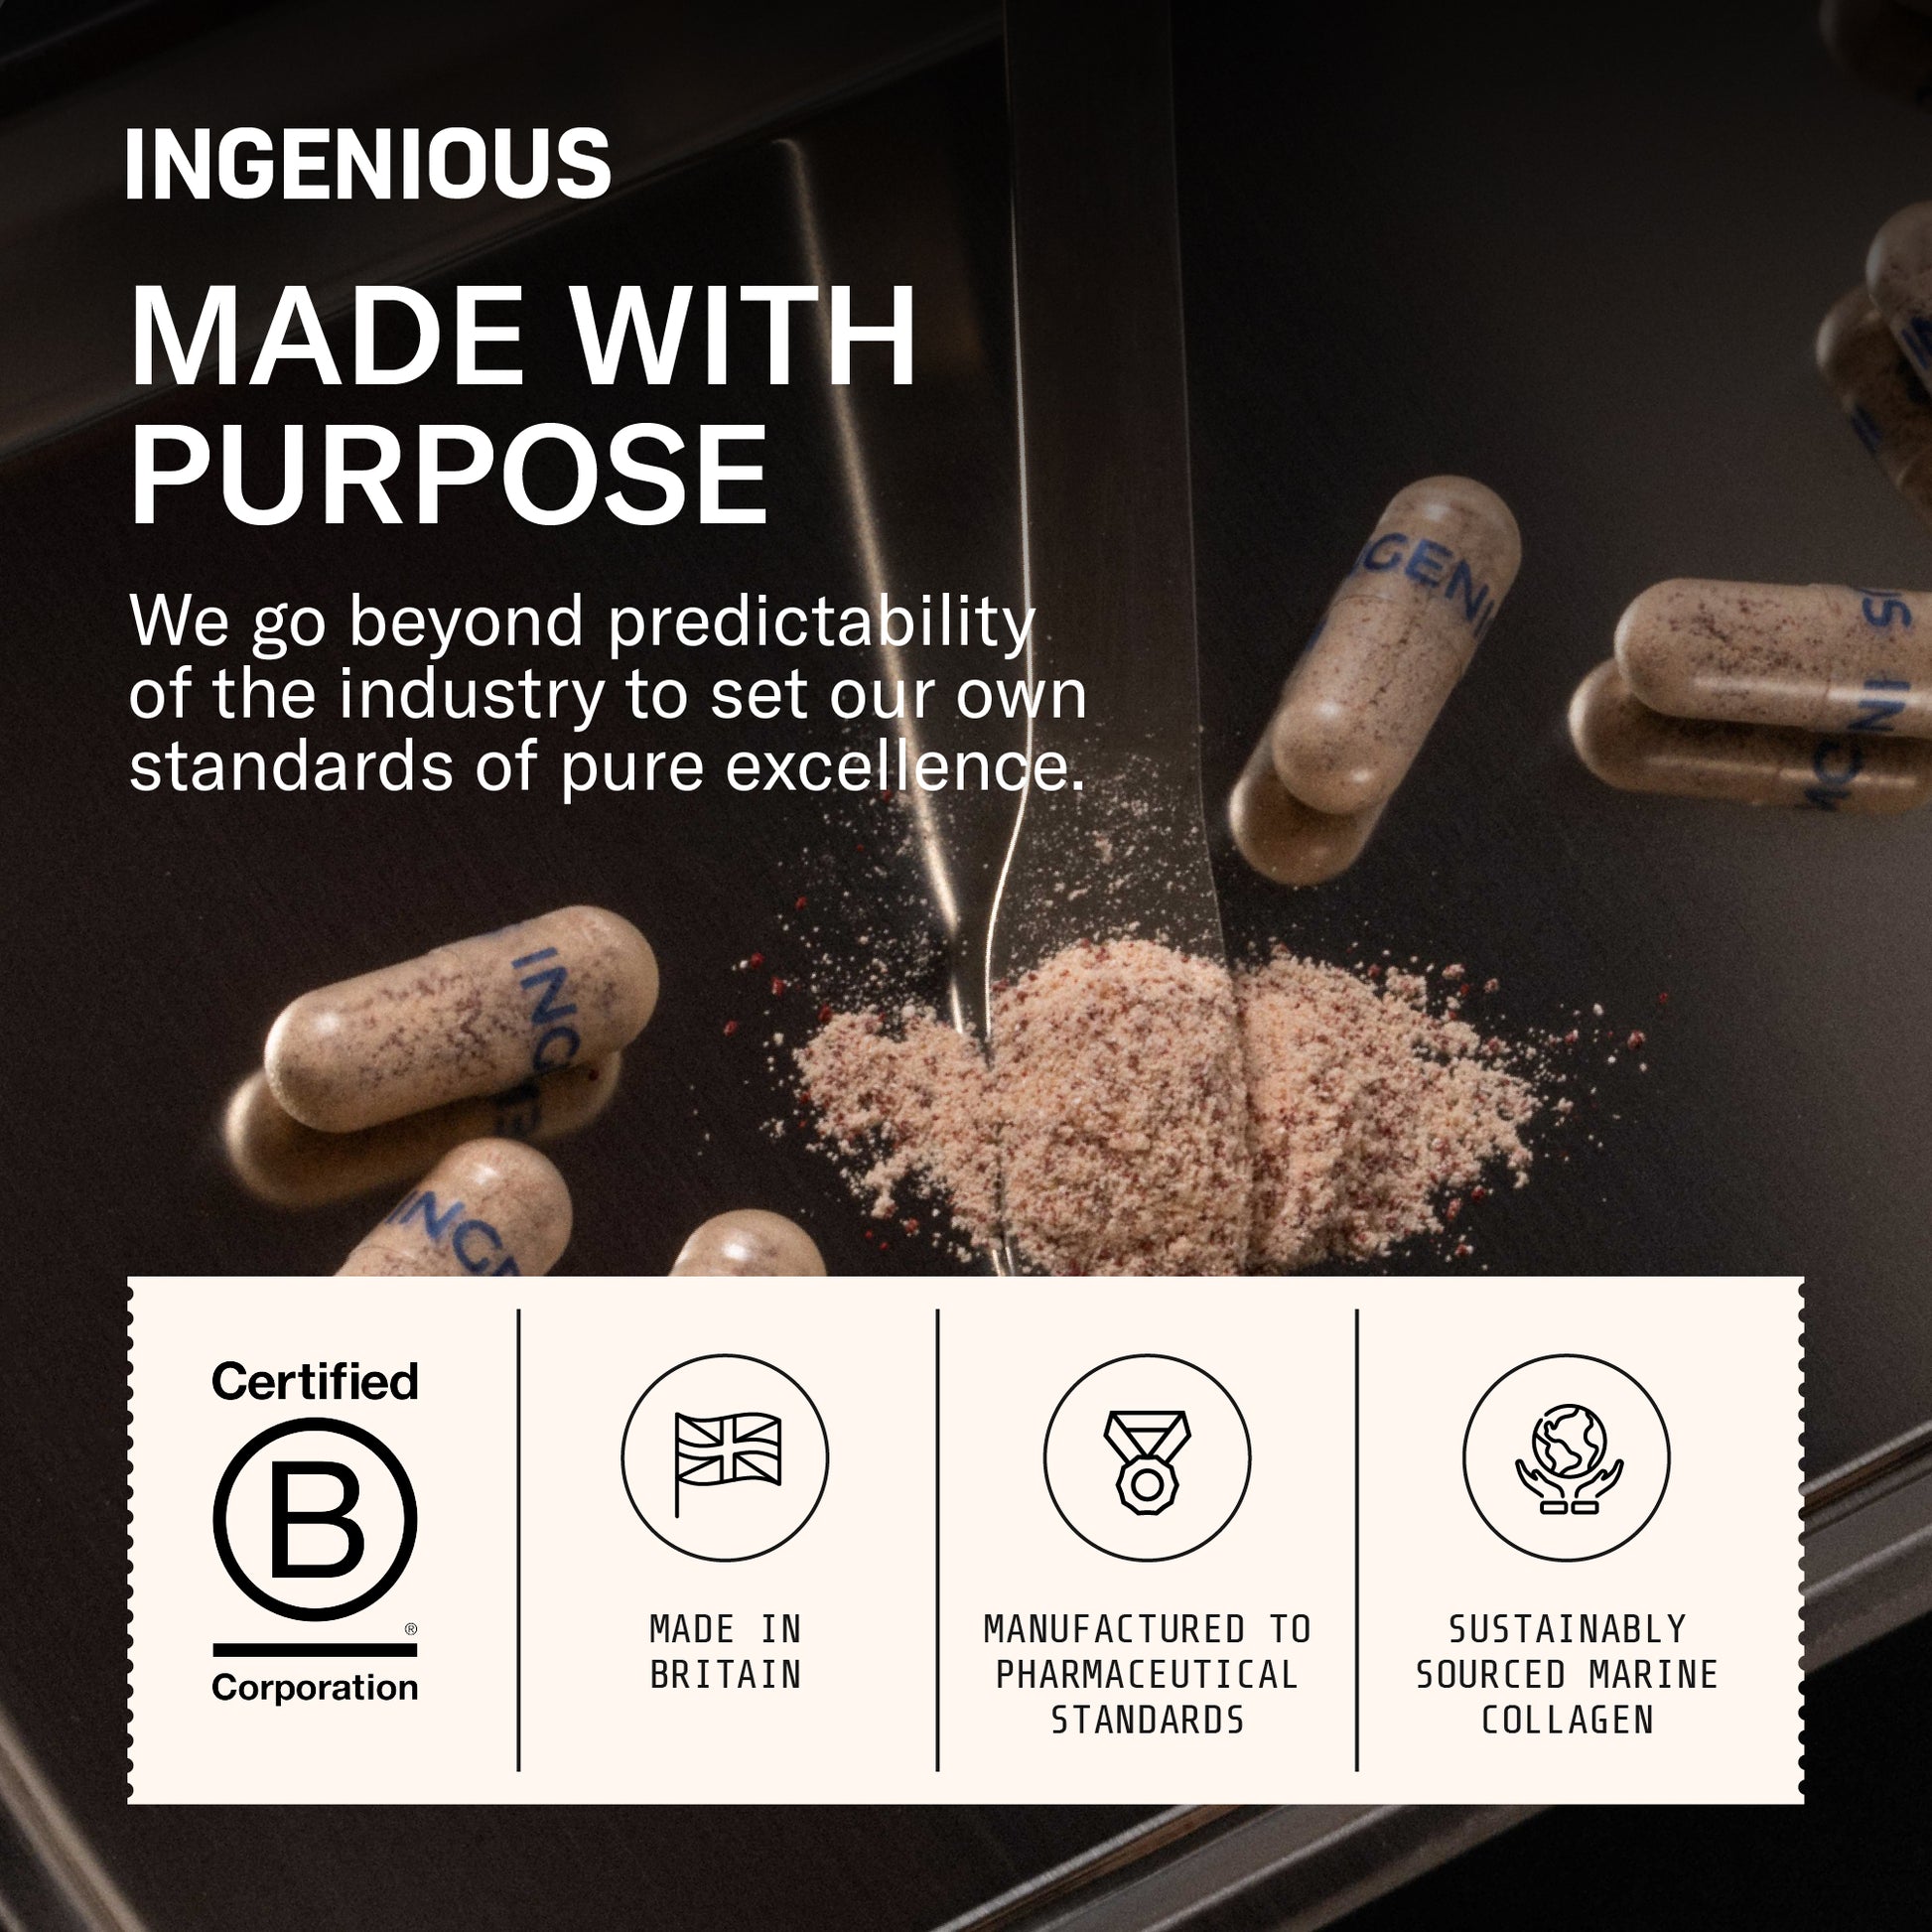 INGENIOUS
MADE WITH
PURPOSE
We go beyond predictability
of the industry to set our own
standards of pure excellence.
Certified
B
®
Corporation
MADE IN
BRITAIN
MANUFACTURED TO
PHARMACEUTICAL
STANDARDS
SUSTAINABLY
SOURCED MARINE
COLLAGEN